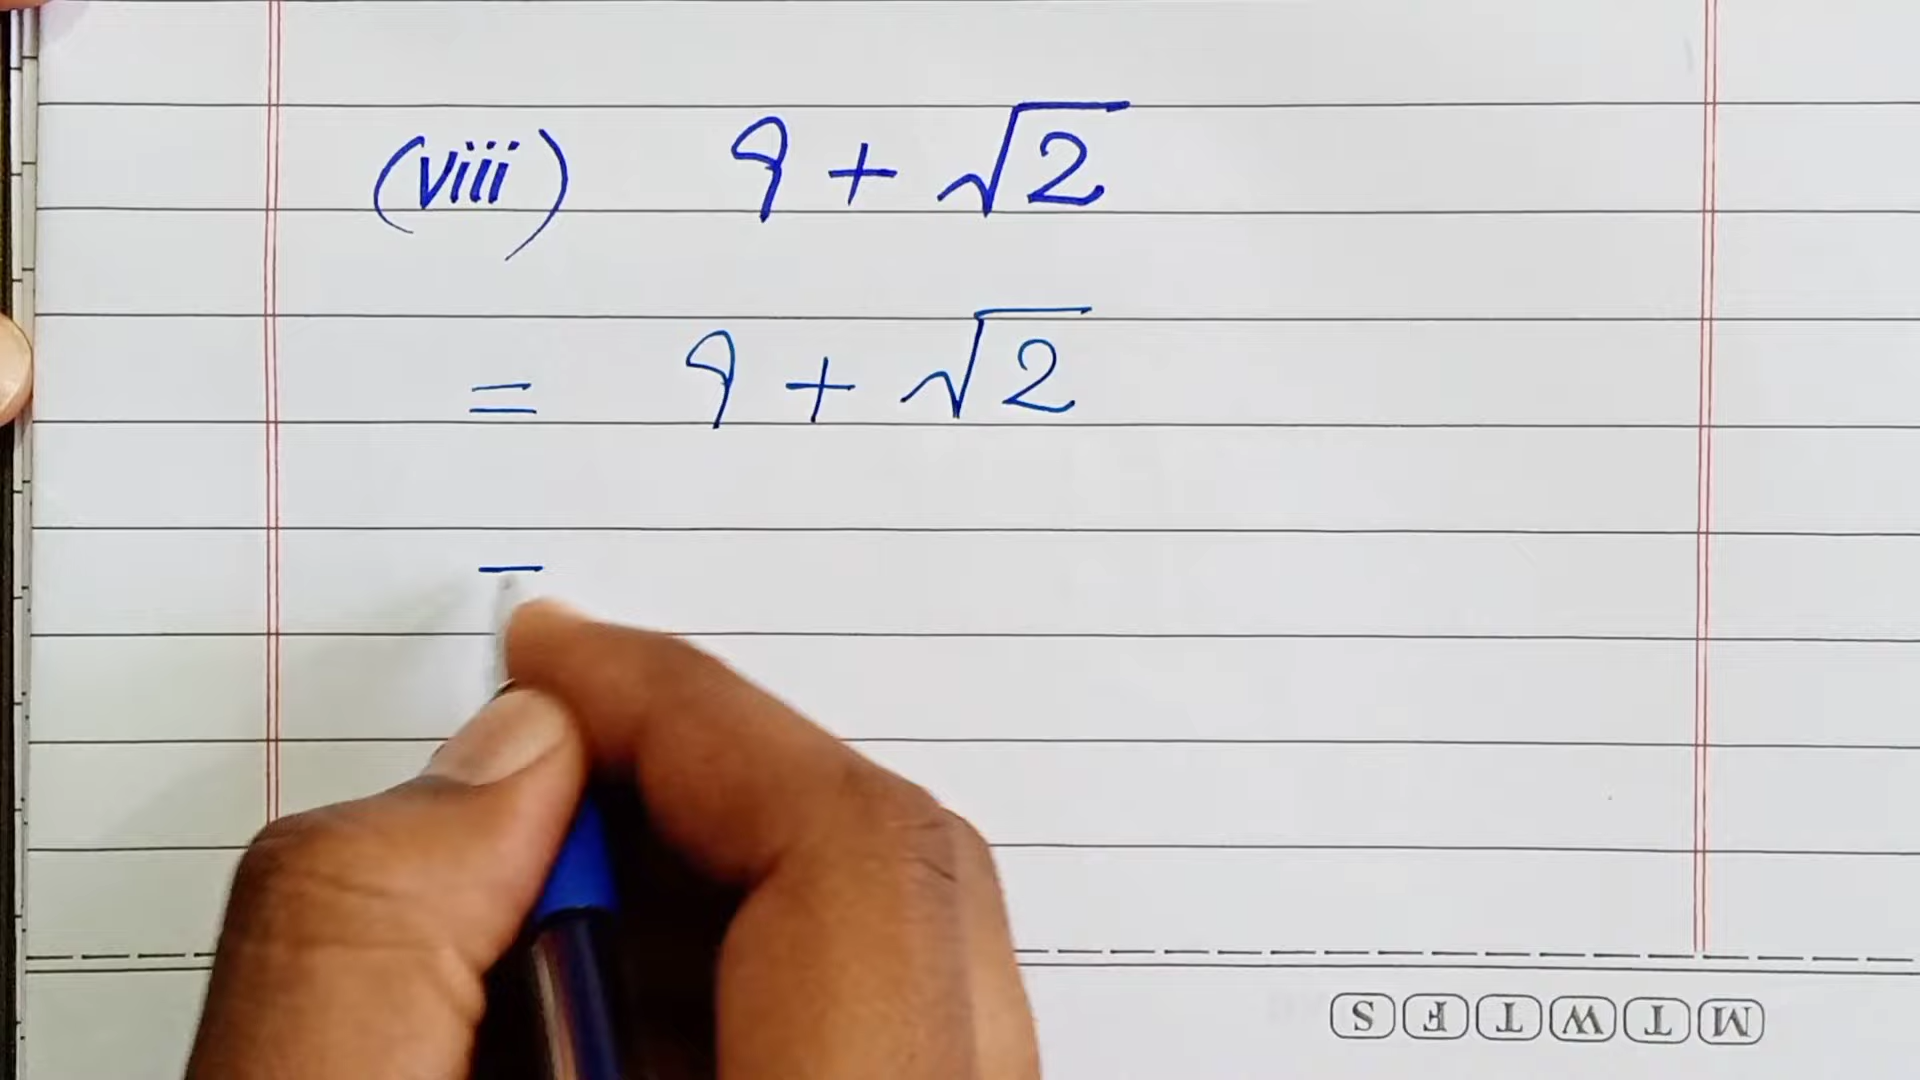 (viii) 9 + √2
= 9 + √2
M T W T F S